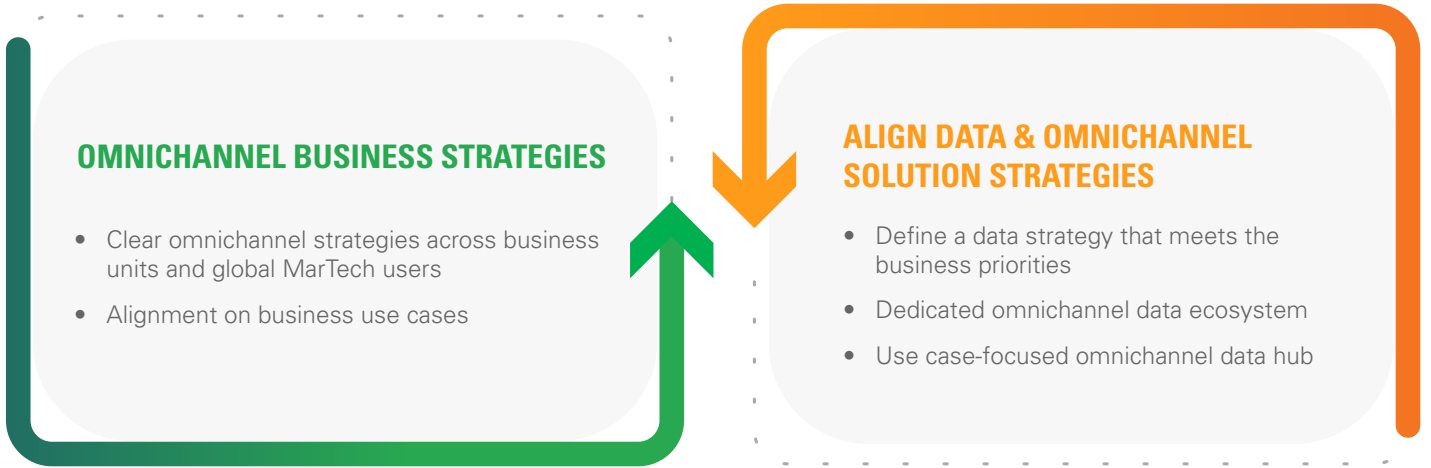 OMNICHANNEL BUSINESS STRATEGIES
• Clear omnichannel strategies across business
units and global MarTech users
• Alignment on business use cases
ALIGN DATA & OMNICHANNEL
SOLUTION STRATEGIES
• Define a data strategy that meets the
business priorities
• Dedicated omnichannel data ecosystem
• Use case-focused omnichannel data hub